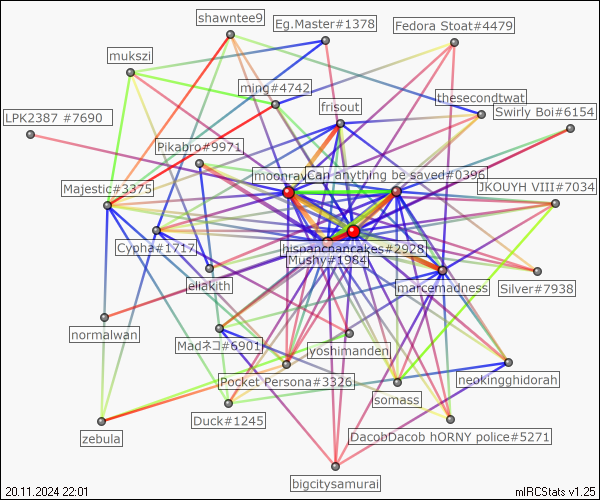 shawntee9
Eg.Master#1378
Fedora Stoat#4479
mukszi
ming#4742
thesecondtwat
frisout
Swirly Boi#6154
LPK2387 #7690
Pikabro#9971
moonray
Can anything be saved#0396
Majestic#3375
JKOUYH VIII#7034
Cypha#1717
hispancpancakes#2928
Mushy#1984
eliakith
marcemadness
Silver#7938
normalwan
Madネコ#6901
yoshimanden
Pocket Persona#3326
neokingghidorah
somass
Duck#1245
DacobDacob hORNY police#5271
zebula
bigcitysamurai
20.11.2024 22:01
mIRCStats v1.25